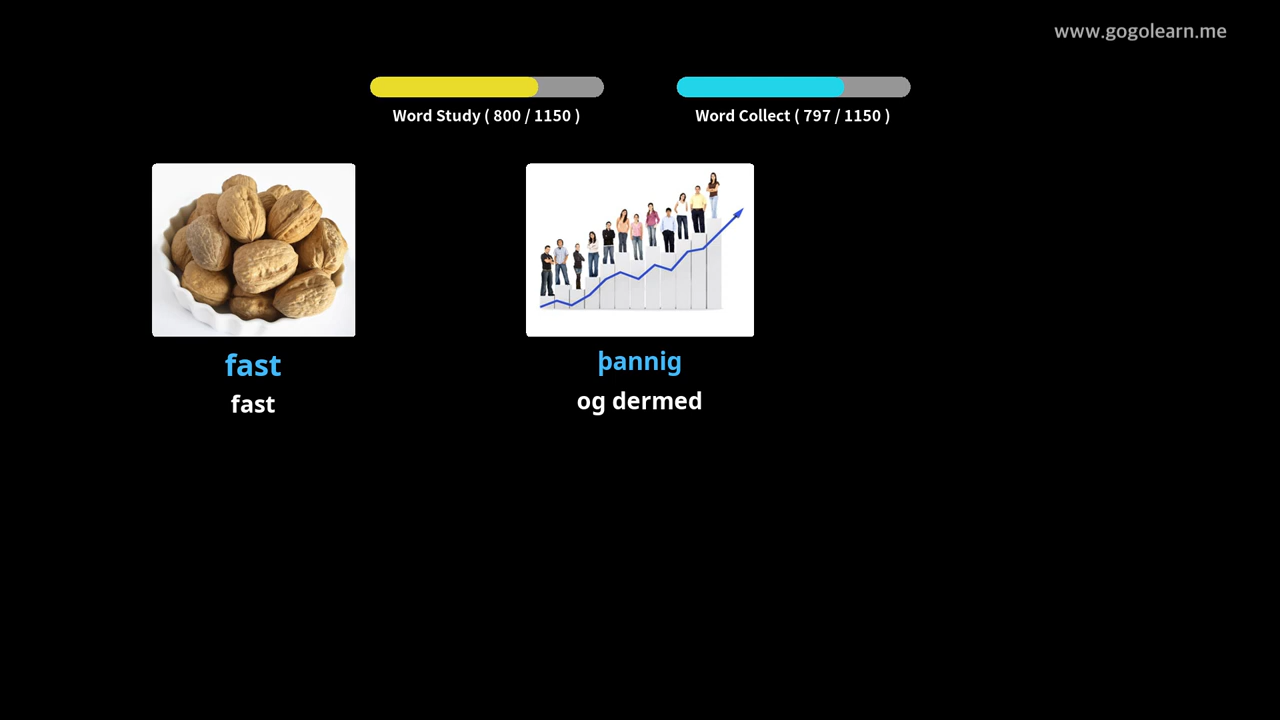 www.gogolearn.me
Word Study ( 800 / 1150 )
Word Collect ( 797 / 1150 )
fast
fast
þannig
og dermed